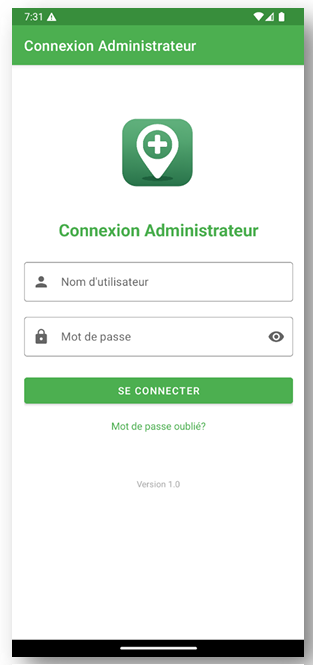 7:31
Connexion Administrateur
Connexion Administrateur
Nom d'utilisateur
Mot de passe
SE CONNECTER
Mot de passe oublié?
Version 1.0